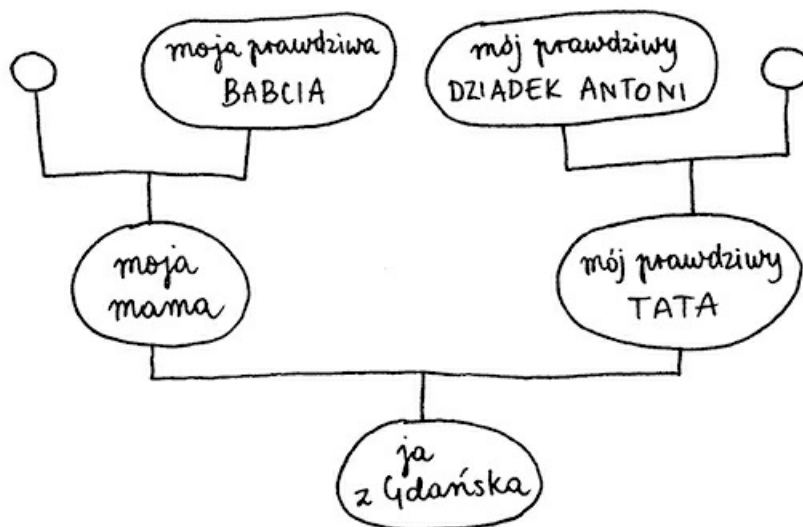 moja prawdziwa
BABCIA
mój prawdziwy
DZIADEK ANTONI
moja
mama
mój prawdziwy
TATA
ja
z Gdańska